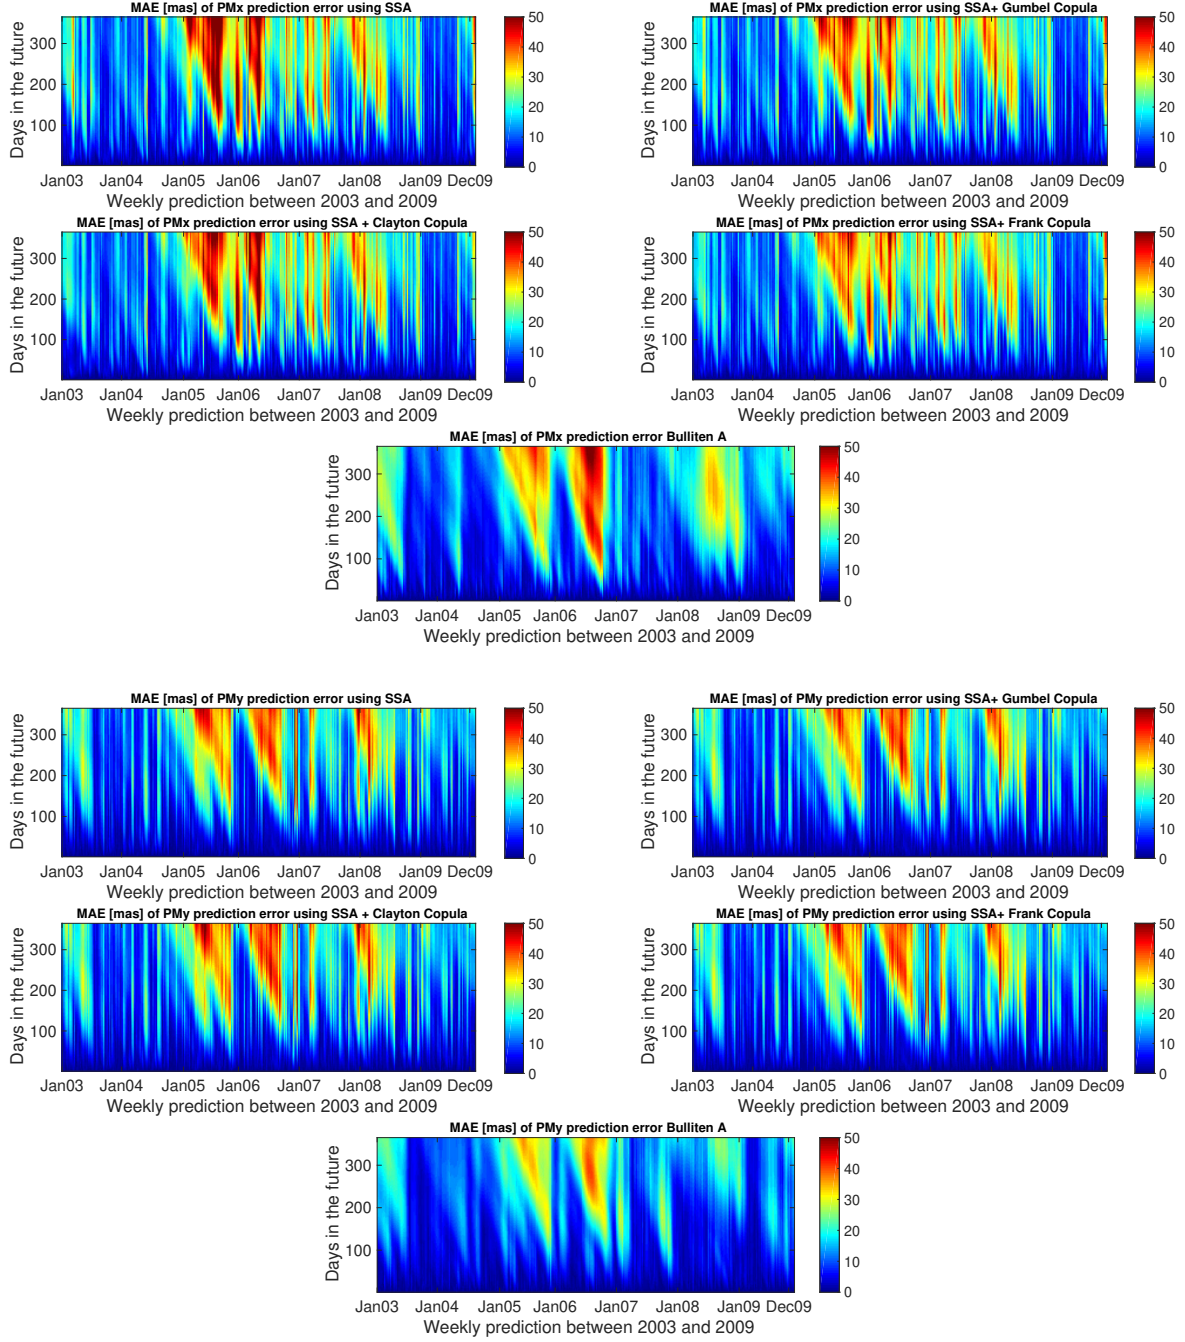 MAE [mas] of PMx prediction error using SSA
Days in the future
300
200
100
50
40
30
20
10
0
Jan03 Jan04 Jan05 Jan06 Jan07 Jan08 Jan09 Dec09
Weekly prediction between 2003 and 2009
MAE [mas] of PMx prediction error using SSA+ Gumbel Copula
Days in the future
300
200
100
50
40
30
20
10
0
Jan03 Jan04 Jan05 Jan06 Jan07 Jan08 Jan09 Dec09
Weekly prediction between 2003 and 2009
MAE [mas] of PMx prediction error using SSA + Clayton Copula
Days in the future
300
200
100
50
40
30
20
10
0
Jan03 Jan04 Jan05 Jan06 Jan07 Jan08 Jan09 Dec09
Weekly prediction between 2003 and 2009
MAE [mas] of PMx prediction error using SSA+ Frank Copula
Days in the future
300
200
100
50
40
30
20
10
0
Jan03 Jan04 Jan05 Jan06 Jan07 Jan08 Jan09 Dec09
Weekly prediction between 2003 and 2009
MAE [mas] of PMx prediction error Bulliten A
Days in the future
300
200
100
50
40
30
20
10
0
Jan03 Jan04 Jan05 Jan06 Jan07 Jan08 Jan09 Dec09
Weekly prediction between 2003 and 2009
MAE [mas] of PMy prediction error using SSA
Days in the future
300
200
100
50
40
30
20
10
0
Jan03 Jan04 Jan05 Jan06 Jan07 Jan08 Jan09 Dec09
Weekly prediction between 2003 and 2009
MAE [mas] of PMy prediction error using SSA+ Gumbel Copula
Days in the future
300
200
100
50
40
30
20
10
0
Jan03 Jan04 Jan05 Jan06 Jan07 Jan08 Jan09 Dec09
Weekly prediction between 2003 and 2009
MAE [mas] of PMy prediction error using SSA + Clayton Copula
Days in the future
300
200
100
50
40
30
20
10
0
Jan03 Jan04 Jan05 Jan06 Jan07 Jan08 Jan09 Dec09
Weekly prediction between 2003 and 2009
MAE [mas] of PMy prediction error using SSA+ Frank Copula
Days in the future
300
200
100
50
40
30
20
10
0
Jan03 Jan04 Jan05 Jan06 Jan07 Jan08 Jan09 Dec09
Weekly prediction between 2003 and 2009
MAE [mas] of PMy prediction error Bulliten A
Days in the future
300
200
100
50
40
30
20
10
0
Jan03 Jan04 Jan05 Jan06 Jan07 Jan08 Jan09 Dec09
Weekly prediction between 2003 and 2009